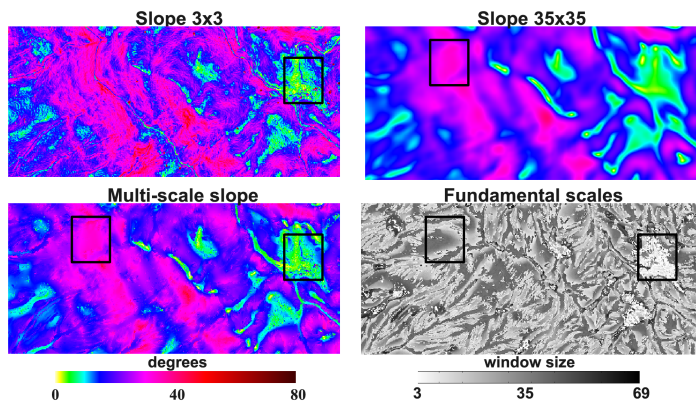 Slope 3x3
Slope 35x35
Multi-scale slope
Fundamental scales
degrees
0 40 80
window size
3 35 69